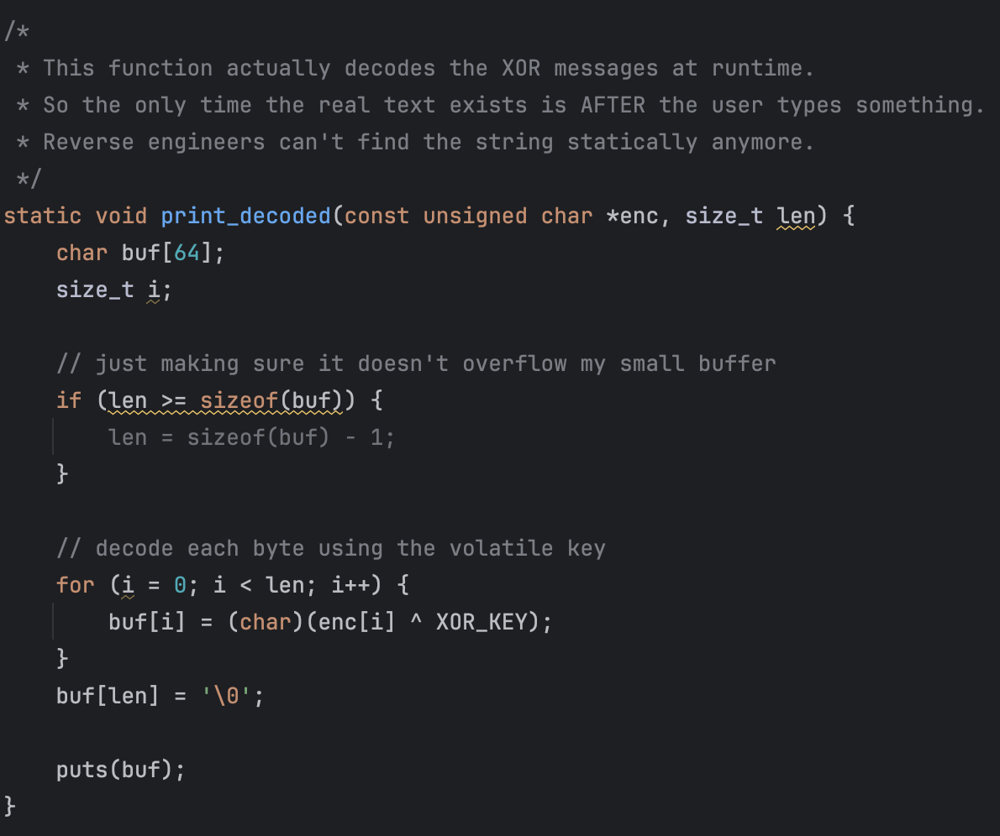 /*
 * This function actually decodes the XOR messages at runtime.
 * So the only time the real text exists is AFTER the user types something.
 * Reverse engineers can't find the string statically anymore.
 */
static void print_decoded(const unsigned char *enc, size_t len) {
    char buf[64];
    size_t i;

    // just making sure it doesn't overflow my small buffer
    if (len >= sizeof(buf)) {
        len = sizeof(buf) - 1;
    }

    // decode each byte using the volatile key
    for (i = 0; i < len; i++) {
        buf[i] = (char)(enc[i] ^ XOR_KEY);
    }
    buf[len] = '\0';

    puts(buf);
}